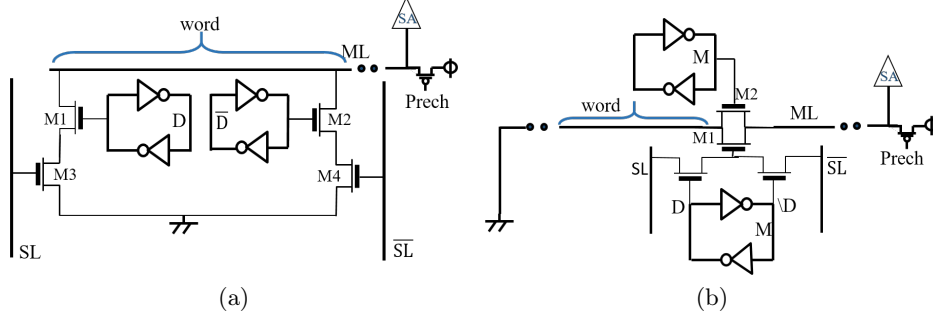 SA
word
ML
Prech
M1
D
D̅
M2
M3
M4
SL
S̅L̅
(a)
M
M2
SA
word
ML
M1
Prech
SL
S̅L̅
D
\D
M
(b)